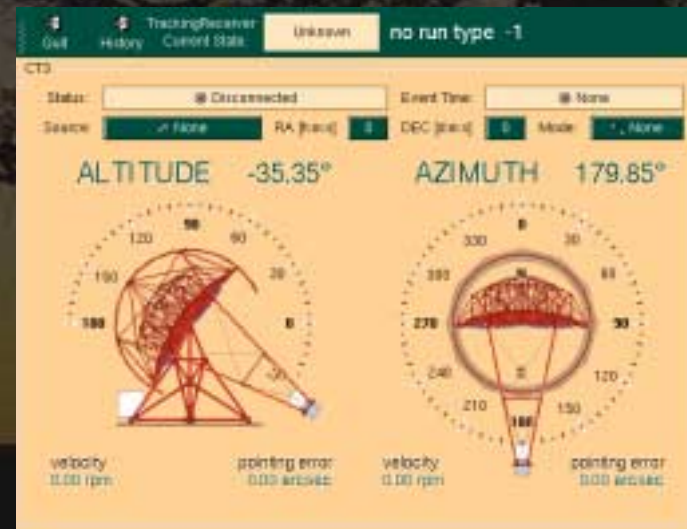 Quit History TrackingReceiver Current State: Unknown no run type -1
CT3
Status: Disconnected Event Time: None
Source: None RA [h:m:s] 0 DEC [d:m:s] 0 Mode: None
ALTITUDE -35.35° AZIMUTH 179.85°
90 0
120 60 330 30
150 30 300 60
180 0 270 N 90
-30 240 S 120
210 150
180
velocity pointing error velocity pointing error
0.00 rpm 0.00 arcsec 0.00 rpm 0.00 arcsec